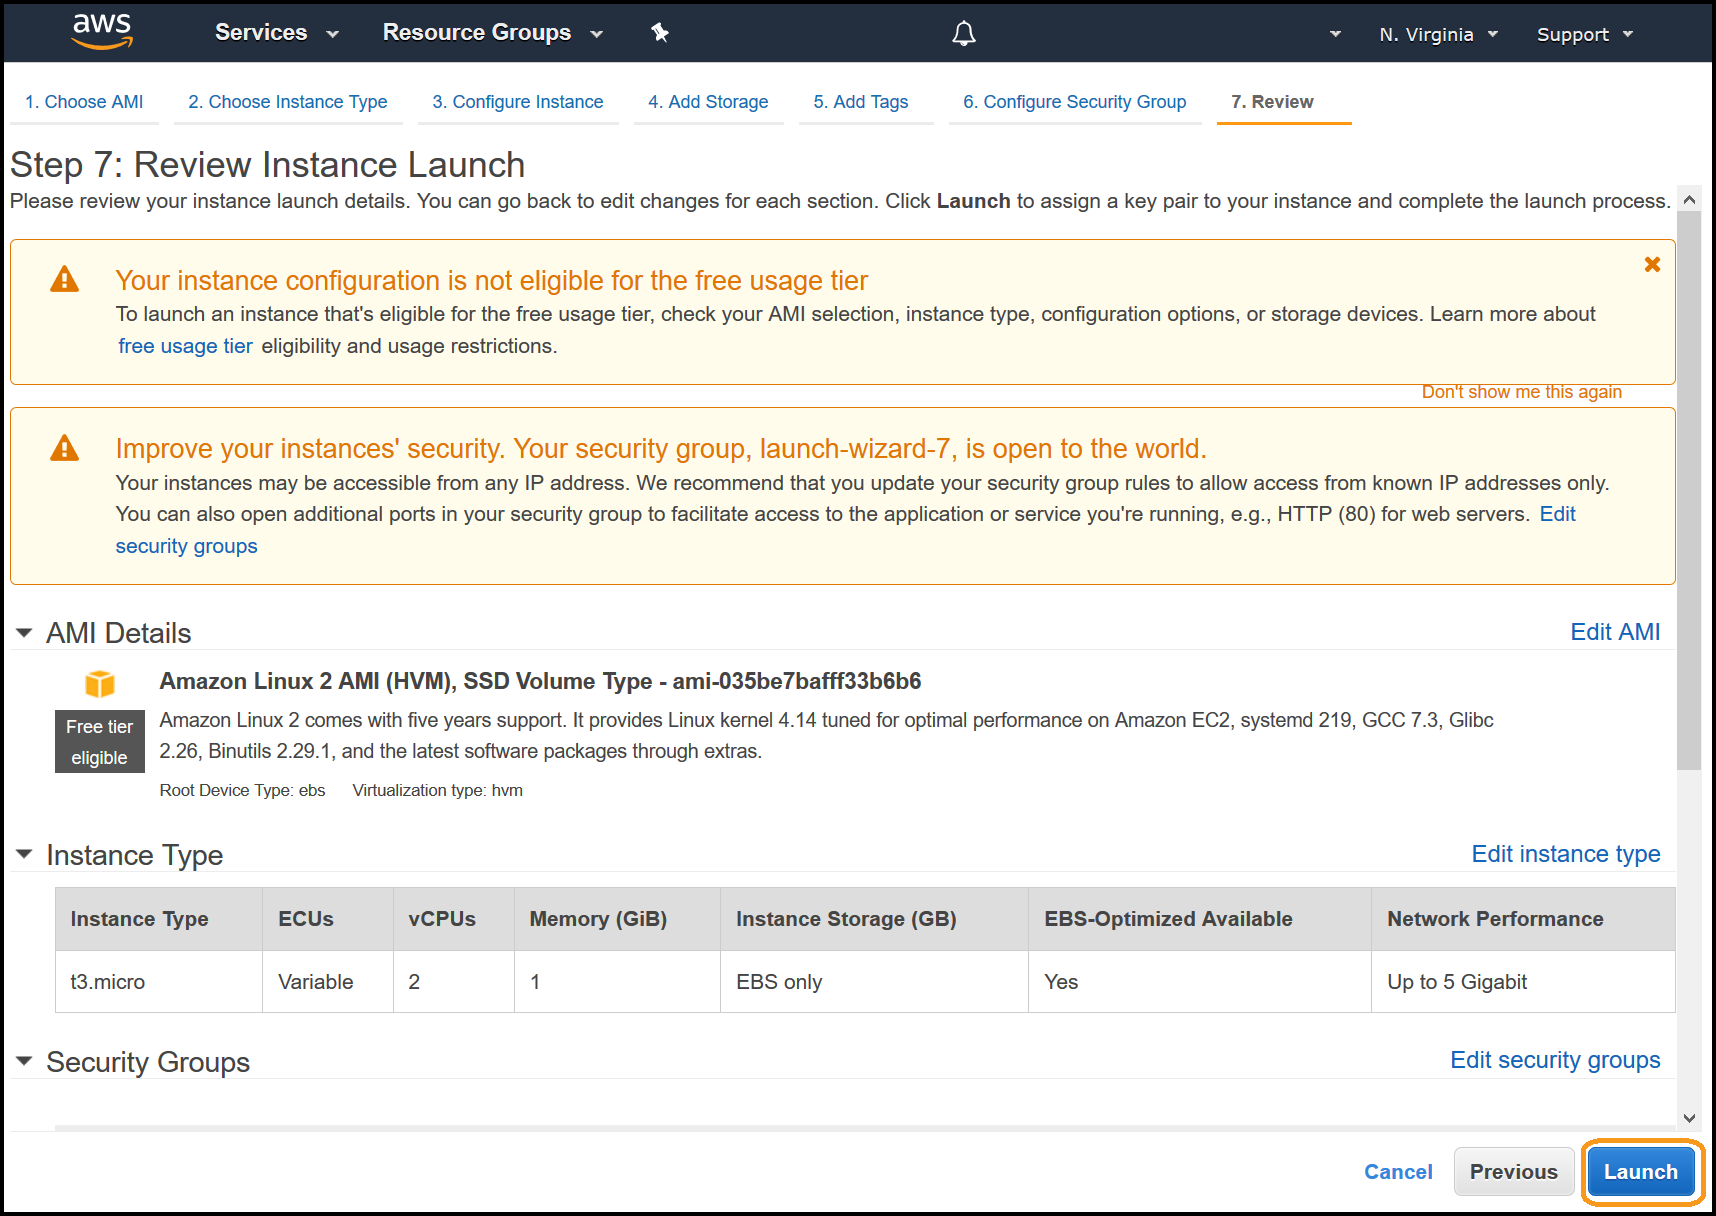 aws Services Resource Groups N. Virginia Support
1. Choose AMI 2. Choose Instance Type 3. Configure Instance 4. Add Storage 5. Add Tags 6. Configure Security Group 7. Review
Step 7: Review Instance Launch
Please review your instance launch details. You can go back to edit changes for each section. Click Launch to assign a key pair to your instance and complete the launch process.
Your instance configuration is not eligible for the free usage tier
To launch an instance that's eligible for the free usage tier, check your AMI selection, instance type, configuration options, or storage devices. Learn more about
free usage tier eligibility and usage restrictions.
Don't show me this again
Improve your instances' security. Your security group, launch-wizard-7, is open to the world.
Your instances may be accessible from any IP address. We recommend that you update your security group rules to allow access from known IP addresses only.
You can also open additional ports in your security group to facilitate access to the application or service you're running, e.g., HTTP (80) for web servers. Edit
security groups
AMI Details Edit AMI
Amazon Linux 2 AMI (HVM), SSD Volume Type - ami-035be7bafff33b6b6
Free tier
eligible
Amazon Linux 2 comes with five years support. It provides Linux kernel 4.14 tuned for optimal performance on Amazon EC2, systemd 219, GCC 7.3, Glibc
2.26, Binutils 2.29.1, and the latest software packages through extras.
Root Device Type: ebs Virtualization type: hvm
Instance Type Edit instance type
Instance Type ECUs vCPUs Memory (GiB) Instance Storage (GB) EBS-Optimized Available Network Performance
t3.micro Variable 2 1 EBS only Yes Up to 5 Gigabit
Security Groups Edit security groups
Cancel Previous Launch